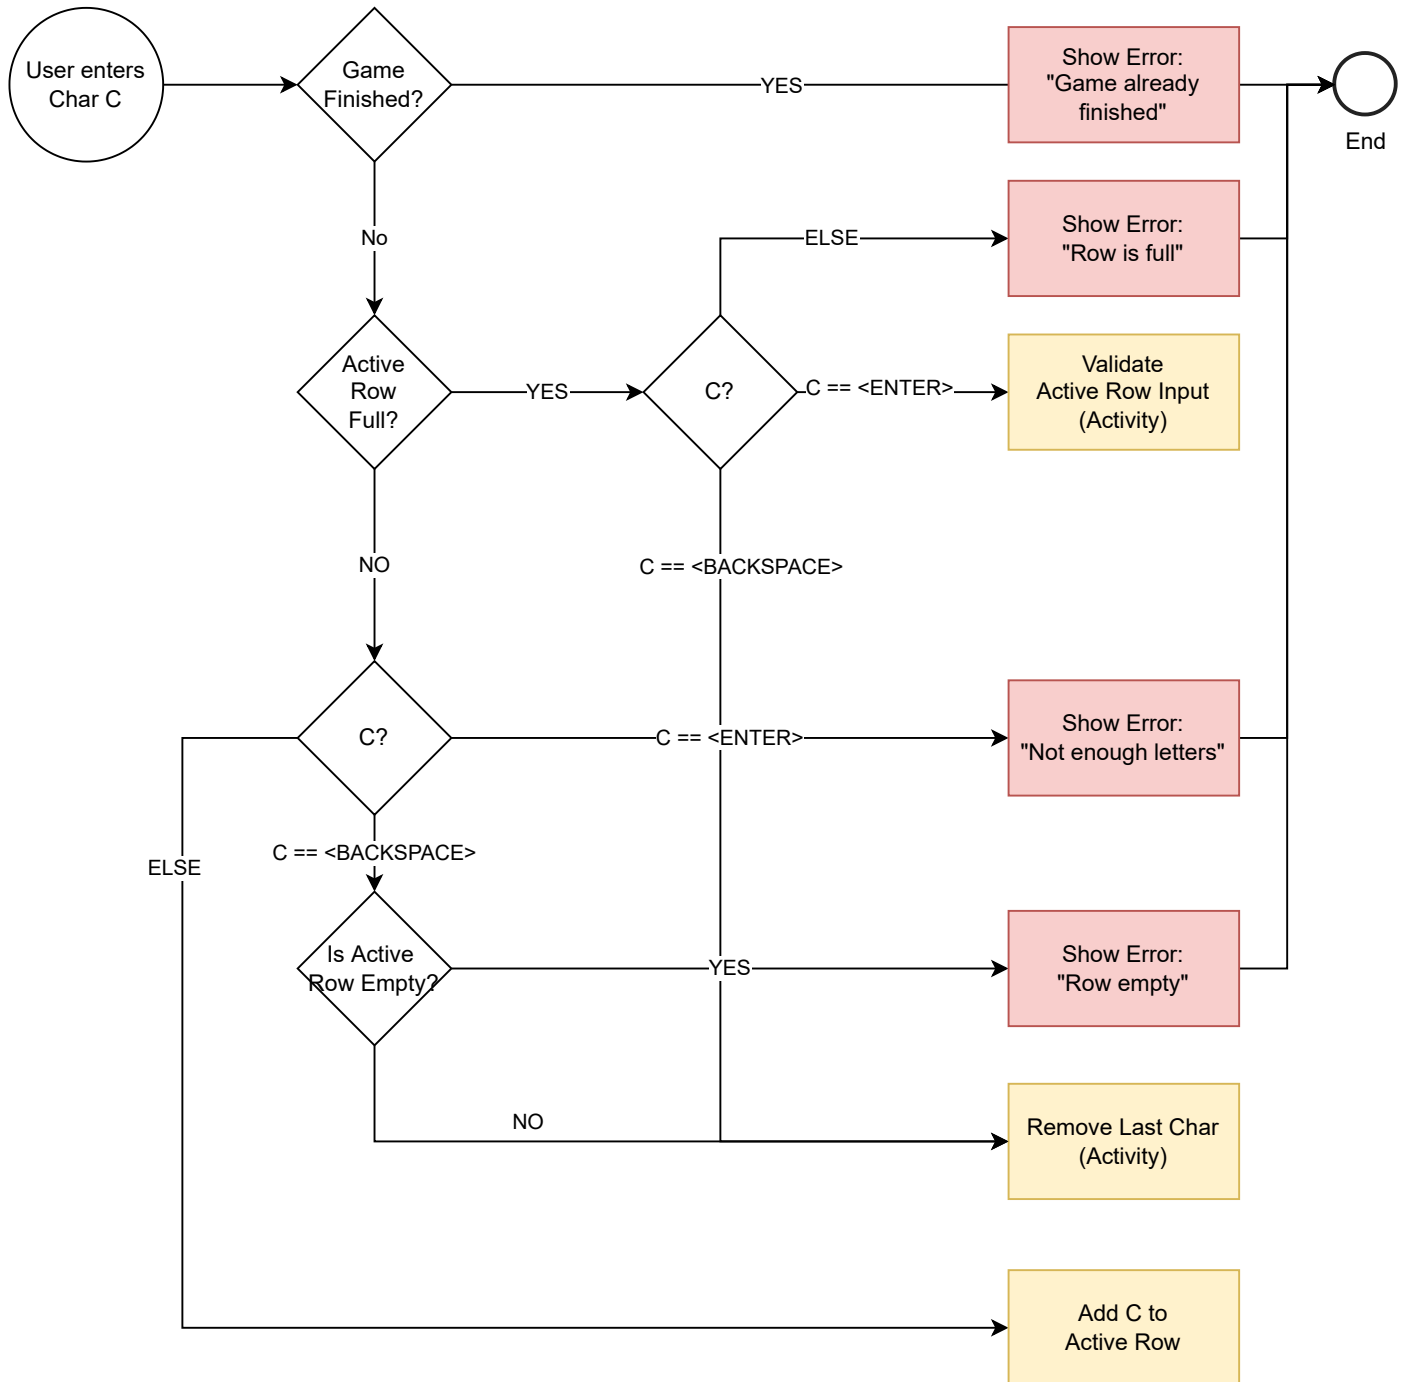 User enters
Char C
Game
Finished?
YES
Show Error:
"Game already
finished"
End
No
ELSE
Show Error:
"Row is full"
Active
Row
Full?
YES
C?
C == <ENTER>
Validate
Active Row Input
(Activity)
NO
C == <BACKSPACE>
C?
C == <ENTER>
Show Error:
"Not enough letters"
ELSE
C == <BACKSPACE>
Is Active
Row Empty?
YES
Show Error:
"Row empty"
NO
Remove Last Char
(Activity)
Add C to
Active Row